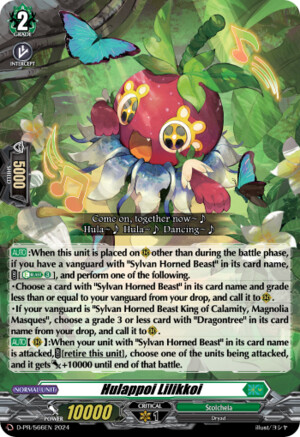 2
GRADE
INTERCEPT
5000
SHIELD
Come on, together now~♪
Hula~♪ Hula~♪ Dancing~♪
AUTO:When this unit is placed on other than during the battle phase,
if you have a vanguard with "Sylvan Horned Beast" in its card name,
and perform one of the following.
・Choose a card with "Sylvan Horned Beast" in its card name and grade
less than or equal to your vanguard from your drop, and call it to
・If your vanguard is "Sylvan Horned Beast King of Calamity, Magnolia
Masques", choose a grade 3 or less card with "Dragontree" in its card
name from your drop, and call it to
AUTO:When your unit with "Sylvan Horned Beast" in its card name
is attacked, [retire this unit], choose one of the units being attacked,
and it gets +10000 until end of that battle.
NORMAL UNIT
Hulappoi Lilikkoi
POWER 10000
CRITICAL 1
Stoicheia
Dryad
D-PR/566EN 2024